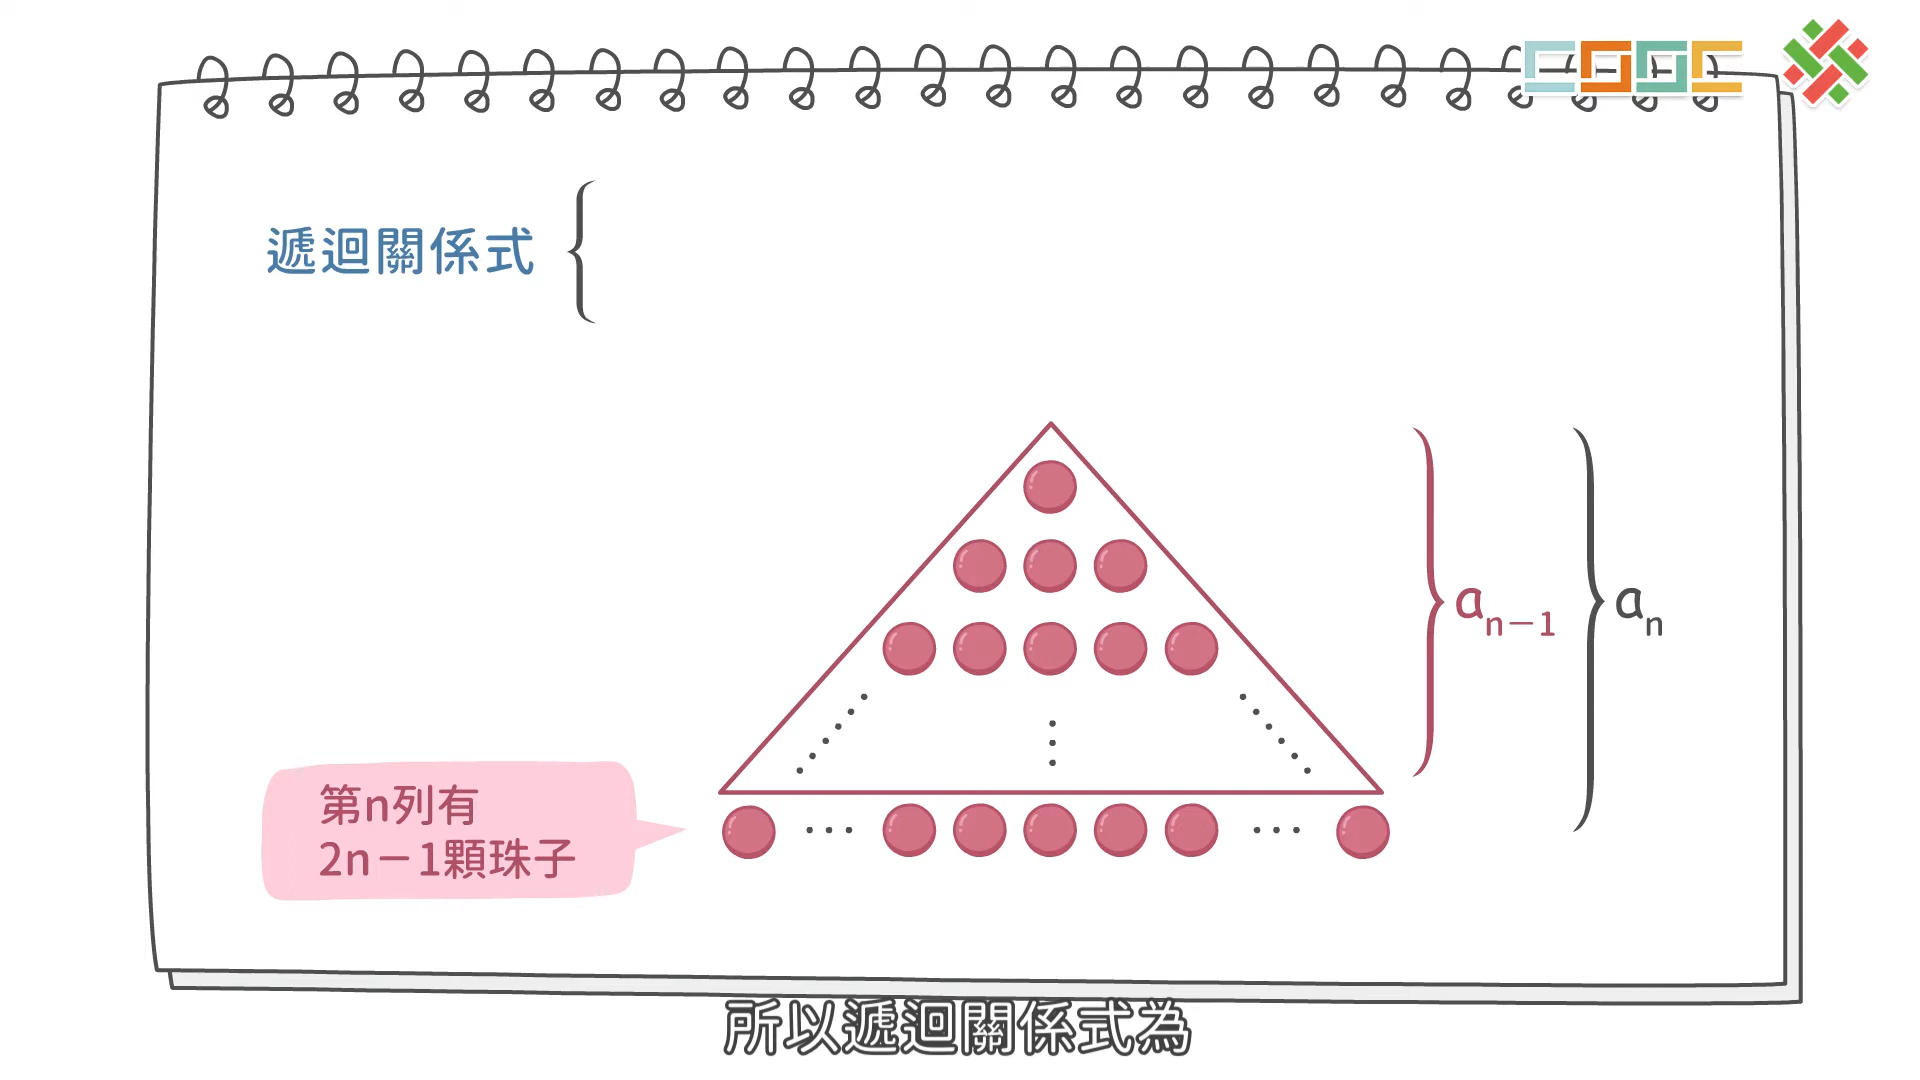 遞迴關係式
a n－1
a n
第n列有
2n－1顆珠子
所以遞迴關係式為